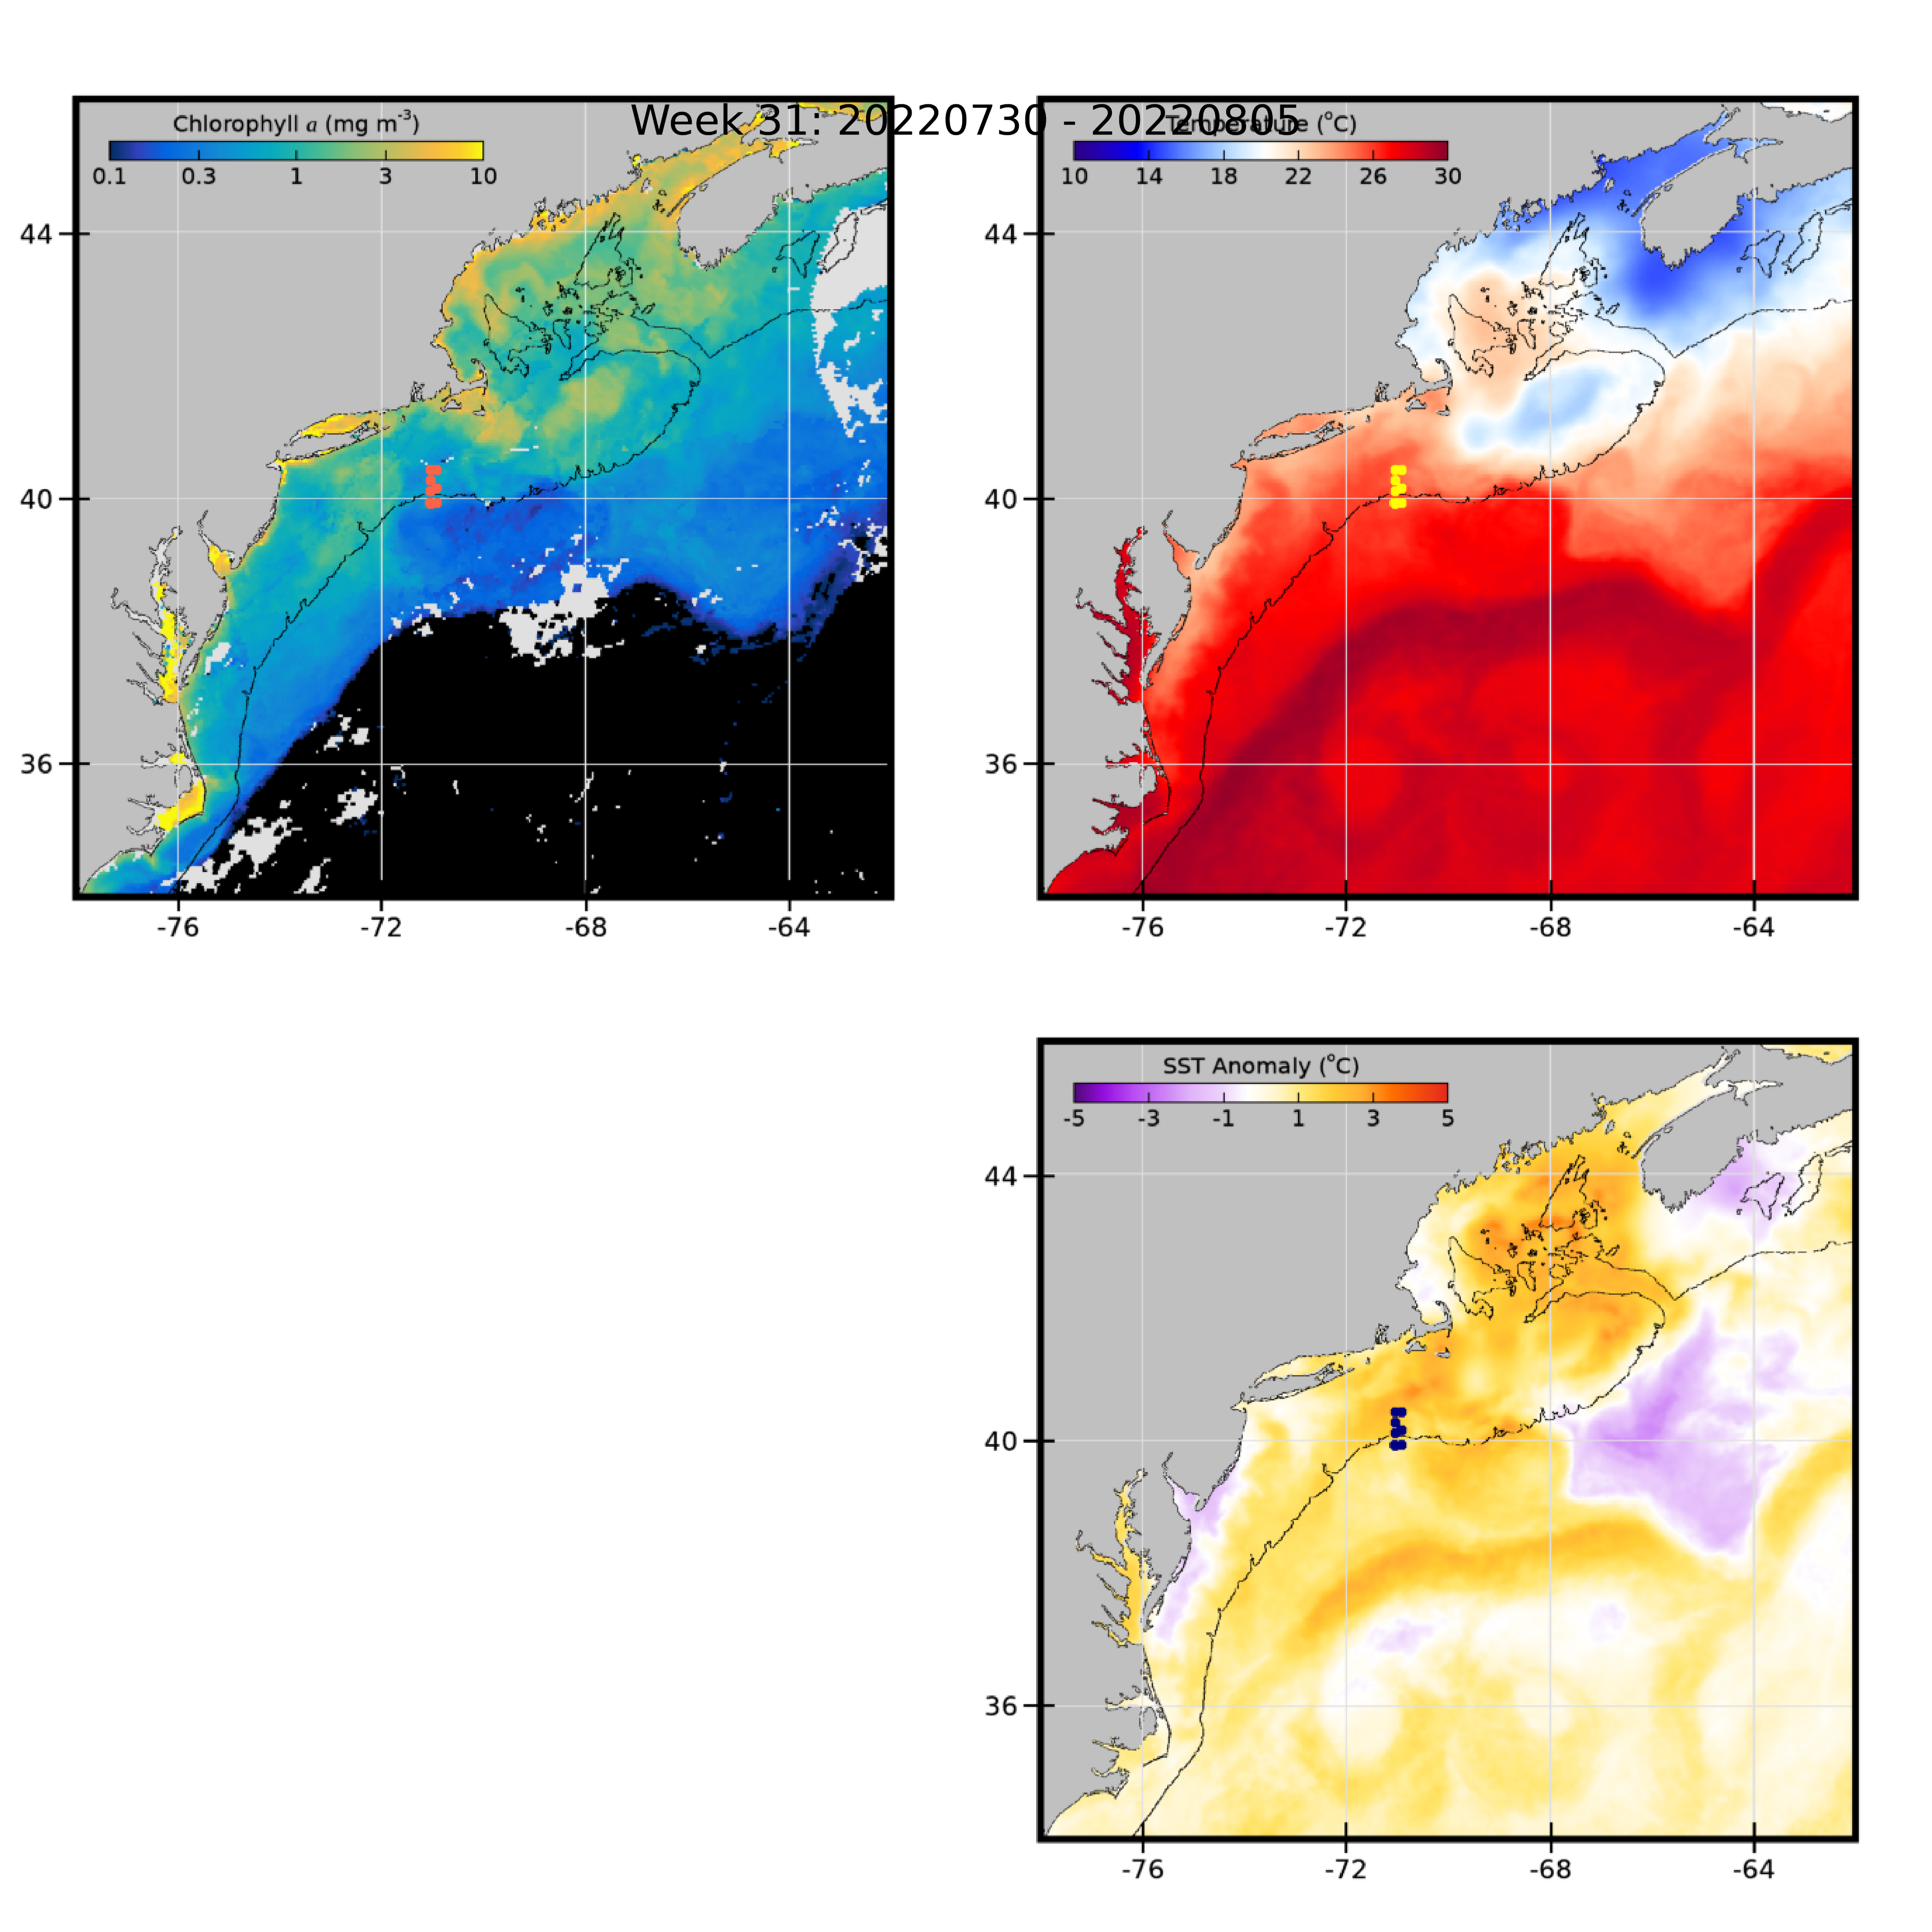 Week 31: 20220730 - 20220805
Chlorophyll a (mg m-3)
0.1 0.3 1 3 10
44
40
36
-76 -72 -68 -64
Temperature (°C)
10 14 18 22 26 30
44
40
36
-76 -72 -68 -64
SST Anomaly (°C)
-5 -3 -1 1 3 5
44
40
36
-76 -72 -68 -64